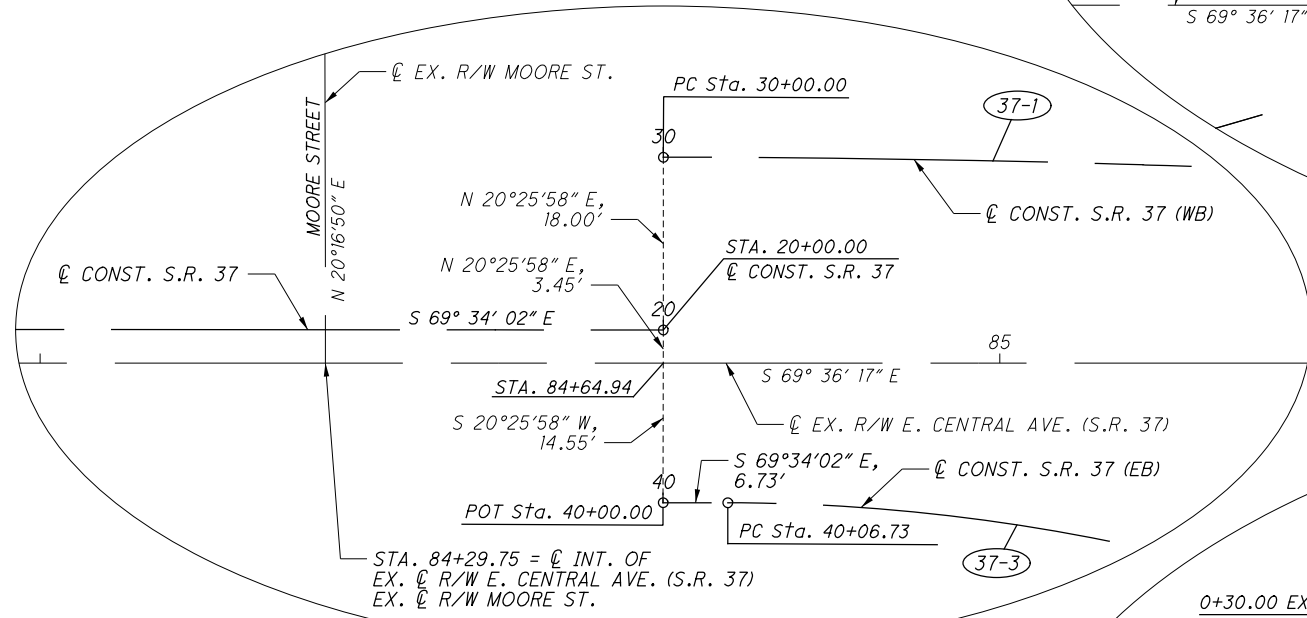 S 69° 36' 17"
℄ EX. R/W MOORE ST.
PC Sta. 30+00.00
37-1
30
MOORE STREET
N 20°16'50" E
N 20°25'58" E,
18.00'
℄ CONST. S.R. 37 (WB)
STA. 20+00.00
℄ CONST. S.R. 37
℄ CONST. S.R. 37
N 20°25'58" E,
3.45'
20
S 69° 34' 02" E
85
S 69° 36' 17" E
STA. 84+64.94
℄ EX. R/W E. CENTRAL AVE. (S.R. 37)
S 20°25'58" W,
14.55'
S 69°34'02" E,
6.73'
℄ CONST. S.R. 37 (EB)
40
POT Sta. 40+00.00
PC Sta. 40+06.73
37-3
STA. 84+29.75 = ℄ INT. OF
EX. ℄ R/W E. CENTRAL AVE. (S.R. 37)
EX. ℄ R/W MOORE ST.
0+30.00 EX